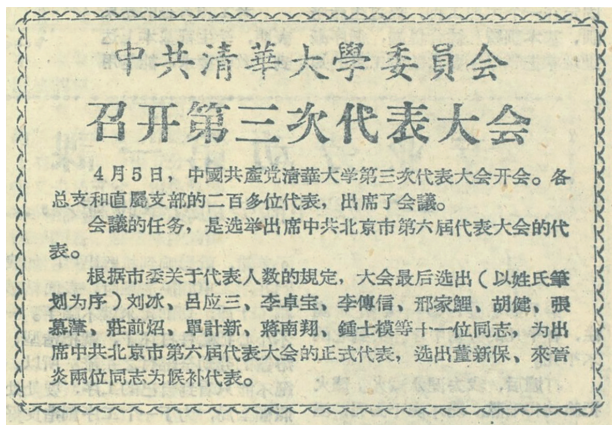 中共清華大學委員会
召开第三次代表大会
4月5日，中國共產党清華大学第三次代表大会开会。各
总支和直屬支部的二百多位代表，出席了会議。
会議的任务，是选举出席中共北京市第六届代表大会的代
表。
根据市委关于代表人数的規定，大会最后选出（以姓氏筆
划为序）刘冰、呂应三、李卓宝、李傳信、邢家鲤、胡健、張
慕葏、莊前炤、單計新、蔣南翔、鍾士模等十一位同志，为出
席中共北京市第六届代表大会的正式代表，选出董新保、來晉
炎兩位同志为候补代表。